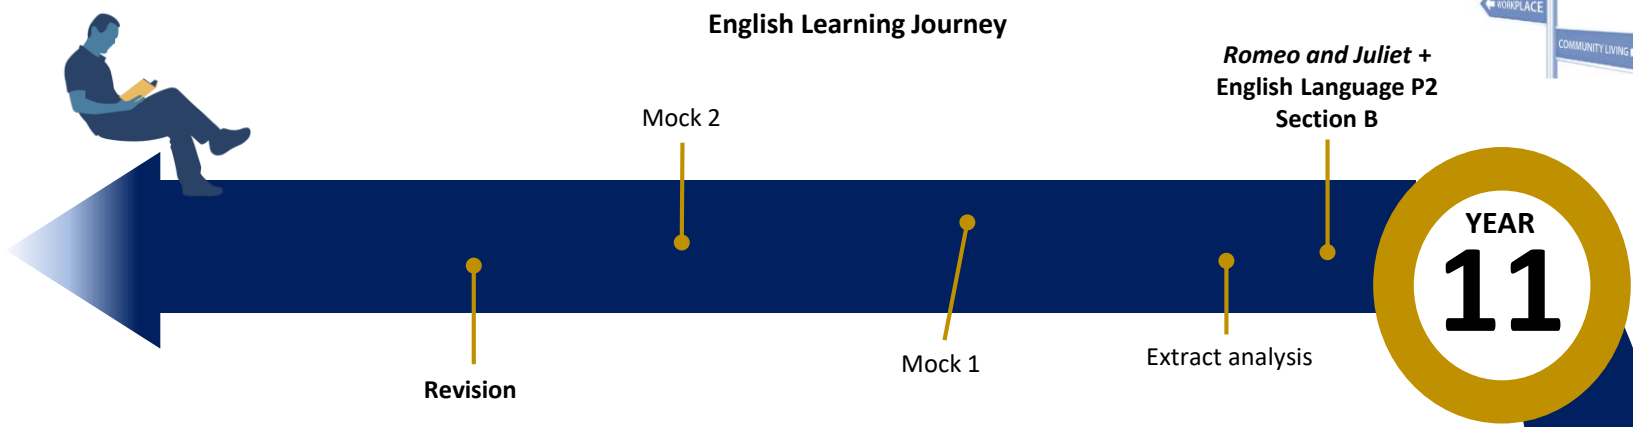 English Learning Journey
WORKPLACE
COMMUNITY LIVING
Romeo and Juliet +
English Language P2
Section B
Mock 2
YEAR
11
Extract analysis
Mock 1
Revision